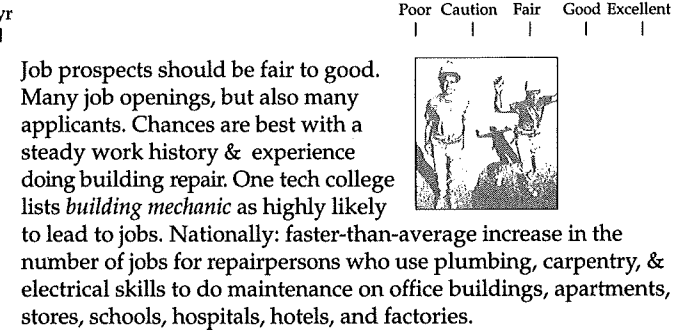 yr
Poor Caution Fair Good Excellent
Job prospects should be fair to good.
Many job openings, but also many
applicants. Chances are best with a
steady work history & experience
doing building repair. One tech college
lists building mechanic as highly likely
to lead to jobs. Nationally: faster-than-average increase in the
number of jobs for repairpersons who use plumbing, carpentry, &
electrical skills to do maintenance on office buildings, apartments,
stores, schools, hospitals, hotels, and factories.